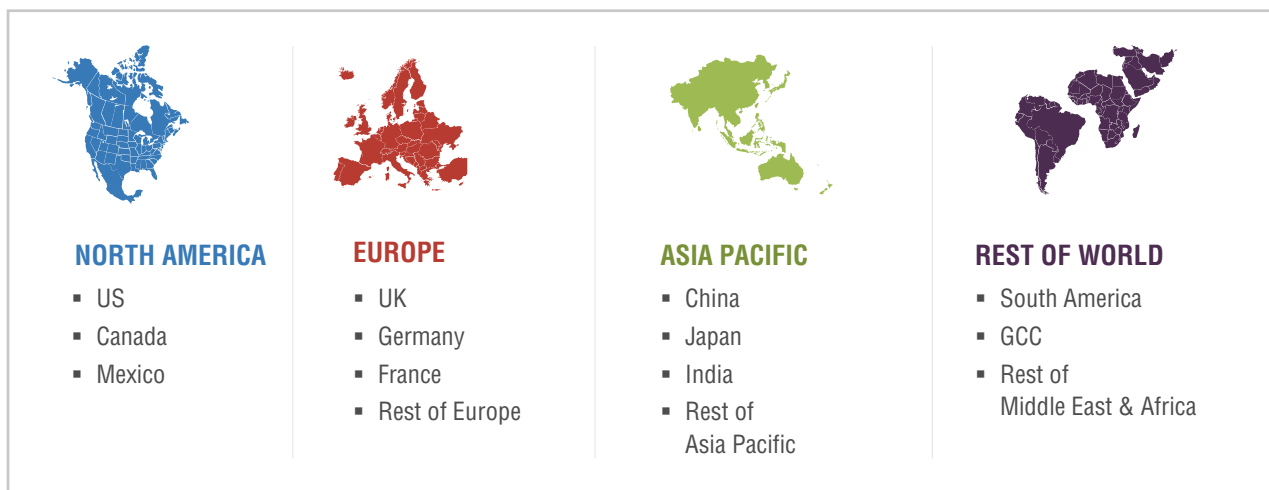 NORTH AMERICA
▪ US
▪ Canada
▪ Mexico
EUROPE
▪ UK
▪ Germany
▪ France
▪ Rest of Europe
ASIA PACIFIC
▪ China
▪ Japan
▪ India
▪ Rest of
Asia Pacific
REST OF WORLD
▪ South America
▪ GCC
▪ Rest of
Middle East & Africa